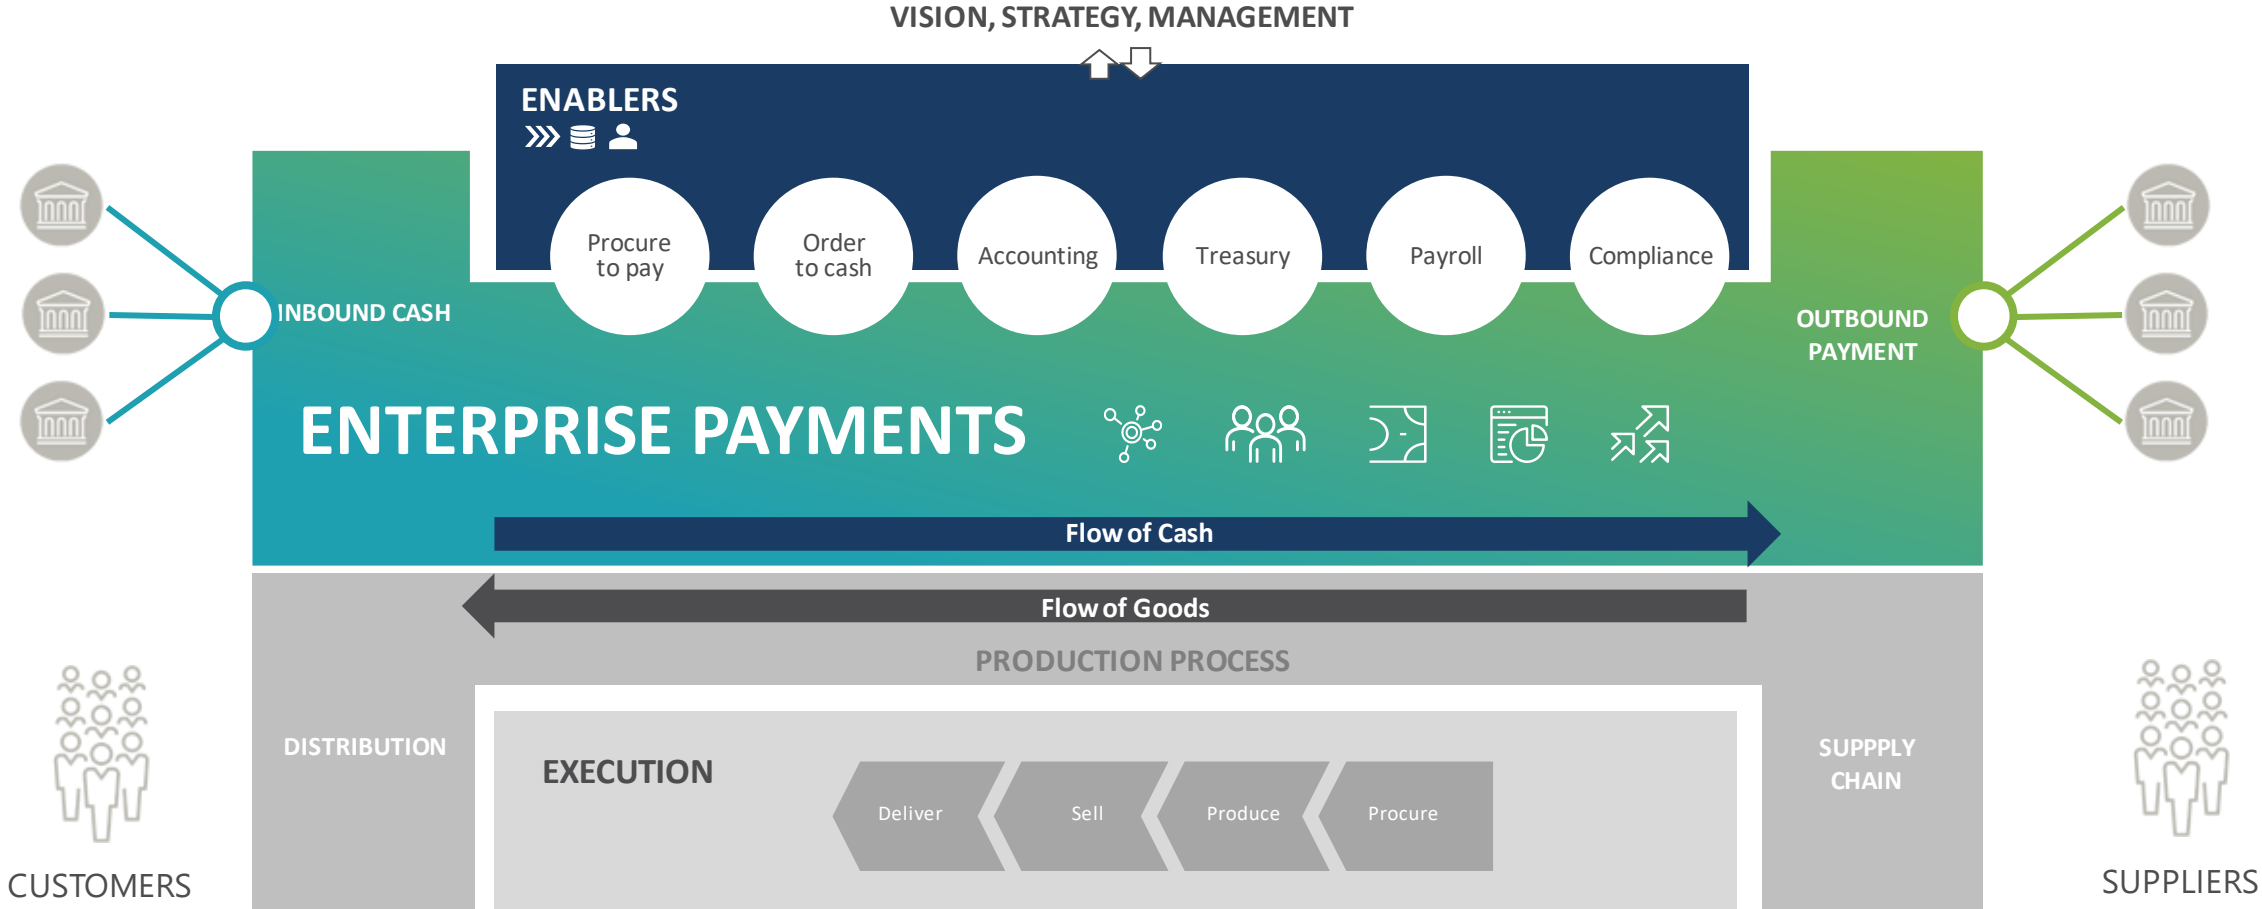 VISION, STRATEGY, MANAGEMENT
ENABLERS
Procure
to pay
Order
to cash
Accounting
Treasury
Payroll
Compliance
INBOUND CASH
OUTBOUND
PAYMENT
ENTERPRISE PAYMENTS
Flow of Cash
Flow of Goods
PRODUCTION PROCESS
DISTRIBUTION
EXECUTION
Deliver
Sell
Produce
Procure
SUPPPLY
CHAIN
CUSTOMERS
SUPPLIERS